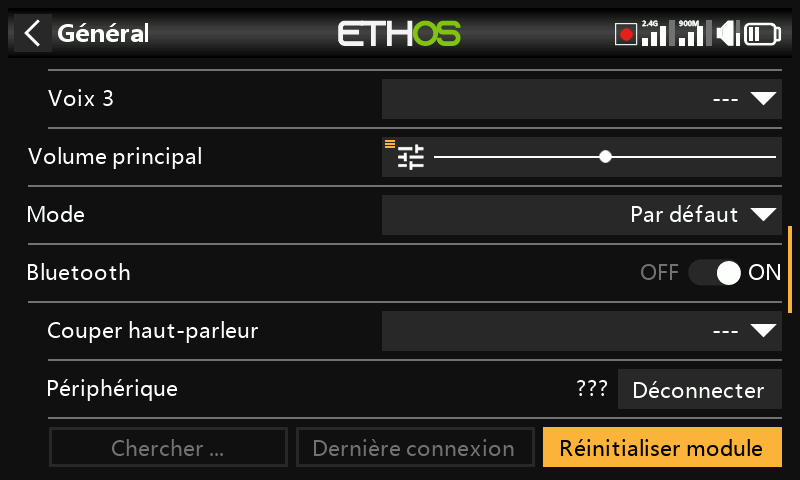 Général
ETHOS
2.4G
900M
Voix 3
---
Volume principal
Mode
Par défaut
Bluetooth
OFF
ON
Couper haut-parleur
---
Périphérique
???
Déconnecter
Chercher ...
Dernière connexion
Réinitialiser module